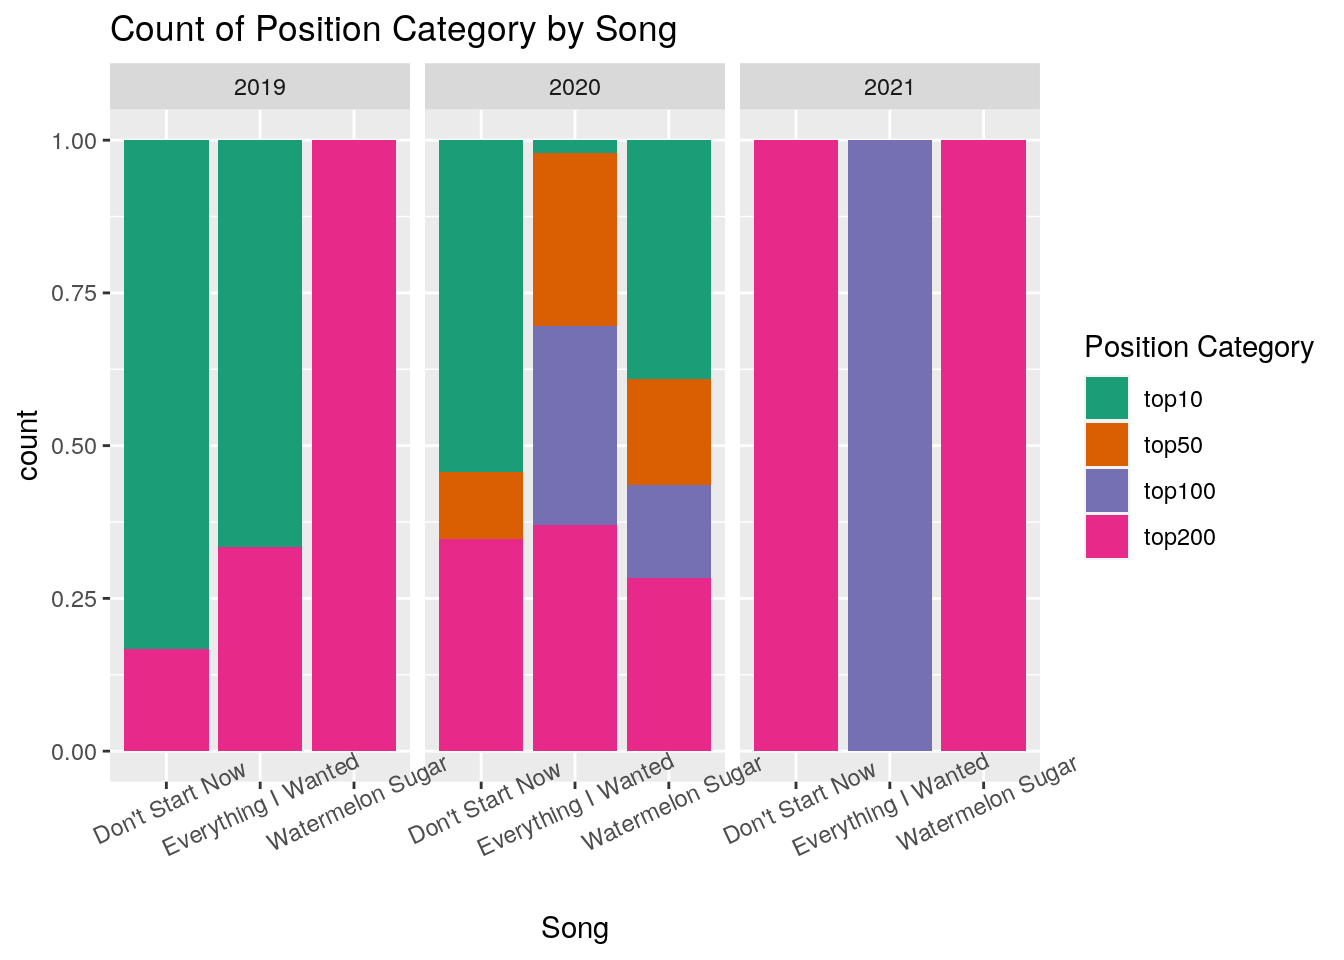 Count of Position Category by Song
2019 2020 2021
1.00
0.75
0.50
0.25
0.00
count
Don't Start Now Everything I Wanted Watermelon Sugar Don't Start Now Everything I Wanted Watermelon Sugar Don't Start Now Everything I Wanted Watermelon Sugar
Song
Position Category
top10
top50
top100
top200